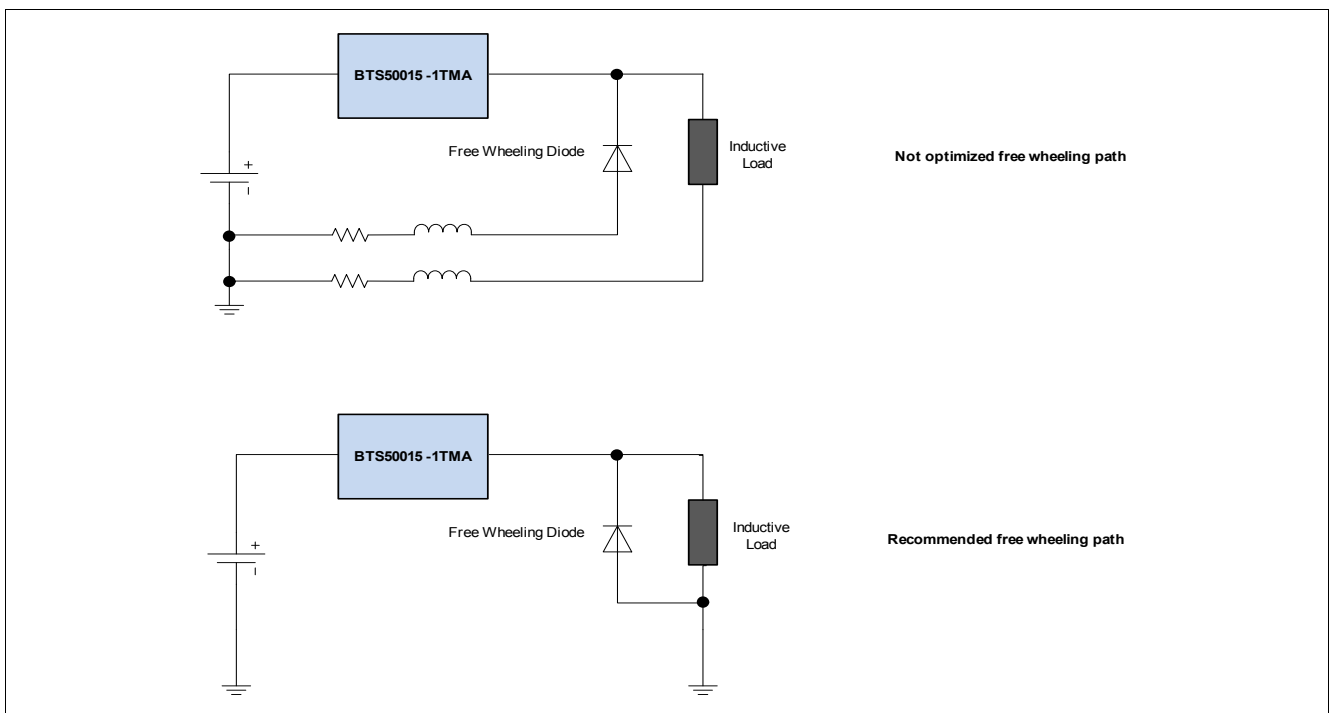 BTS50015 -1TMA
Free Wheeling Diode
Inductive
Load
Not optimized free wheeling path
+
–
BTS50015 -1TMA
Free Wheeling Diode
Inductive
Load
Recommended free wheeling path
+
–